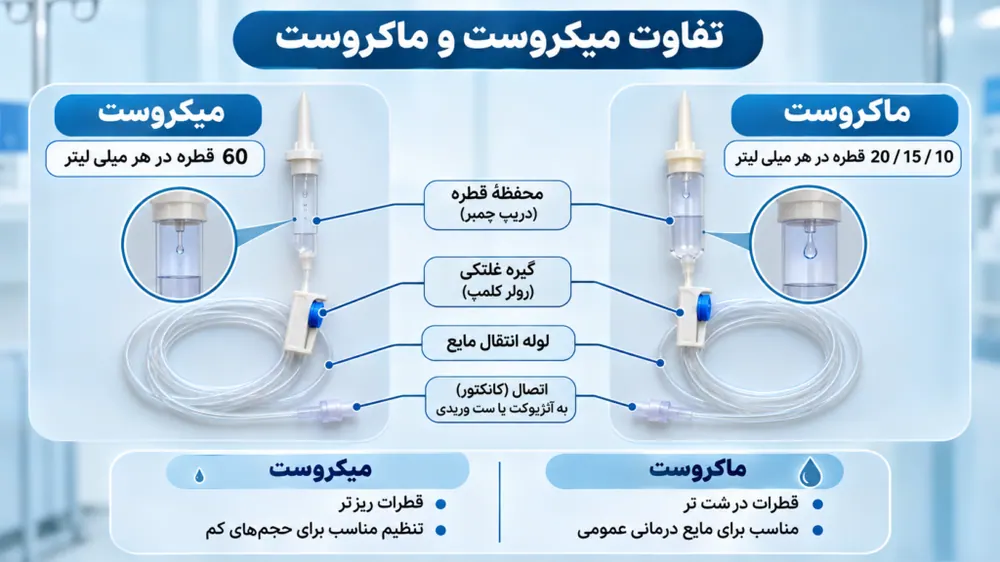 تفاوت میکروست و ماکروست
ماکروست
10 / 15 / 20 قطره در هر میلی لیتر
میکروست
60 قطره در هر میلی لیتر
محفظهٔ قطره
(دریپ چمبر)
گیره غلتکی
(رولر کلمپ)
لوله انتقال مایع
اتصال (کانکتور)
به آنژیوکت یا ست وریدی
ماکروست
قطرات درشت تر
مناسب برای مایع درمانی عمومی
میکروست
قطرات ریزتر
تنظیم مناسب برای حجم‌های کم